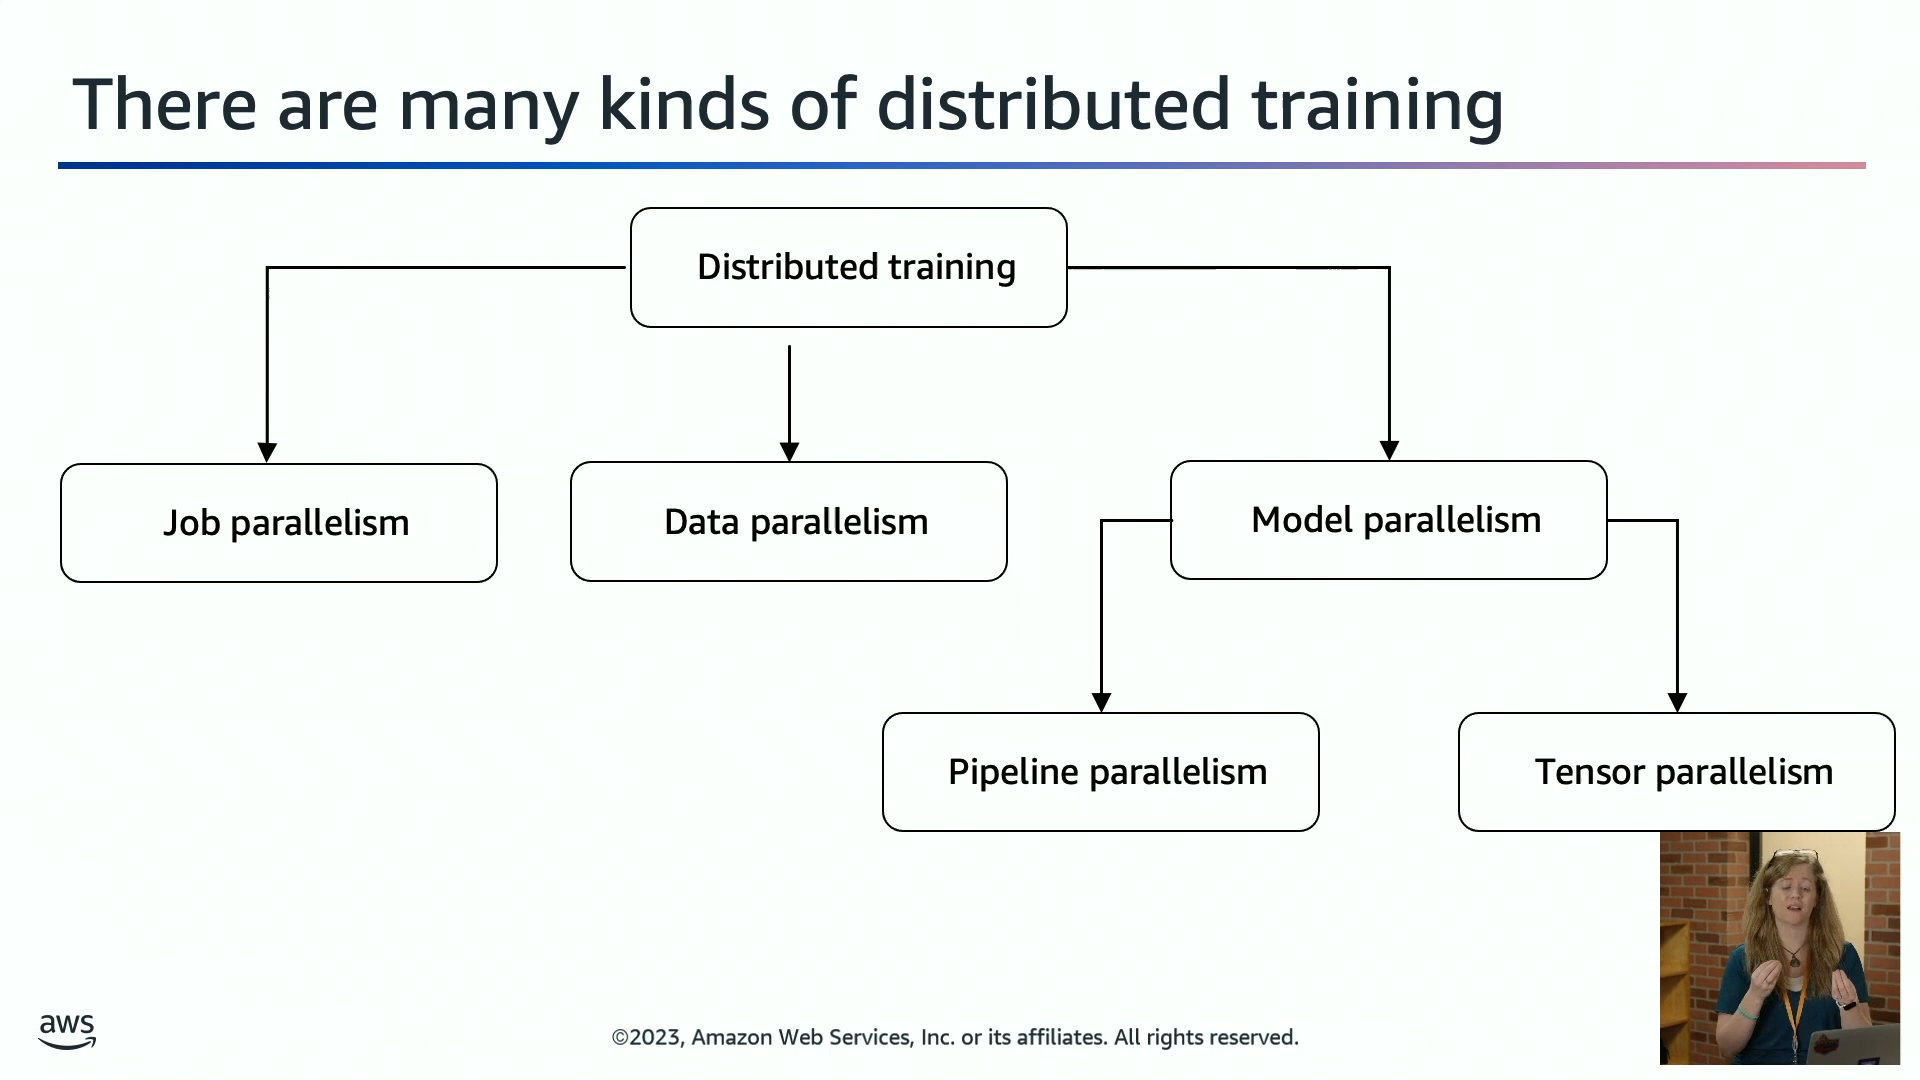 There are many kinds of distributed training
Distributed training
Job parallelism
Data parallelism
Model parallelism
Pipeline parallelism
Tensor parallelism
aws
©2023, Amazon Web Services, Inc. or its affiliates. All rights reserved.